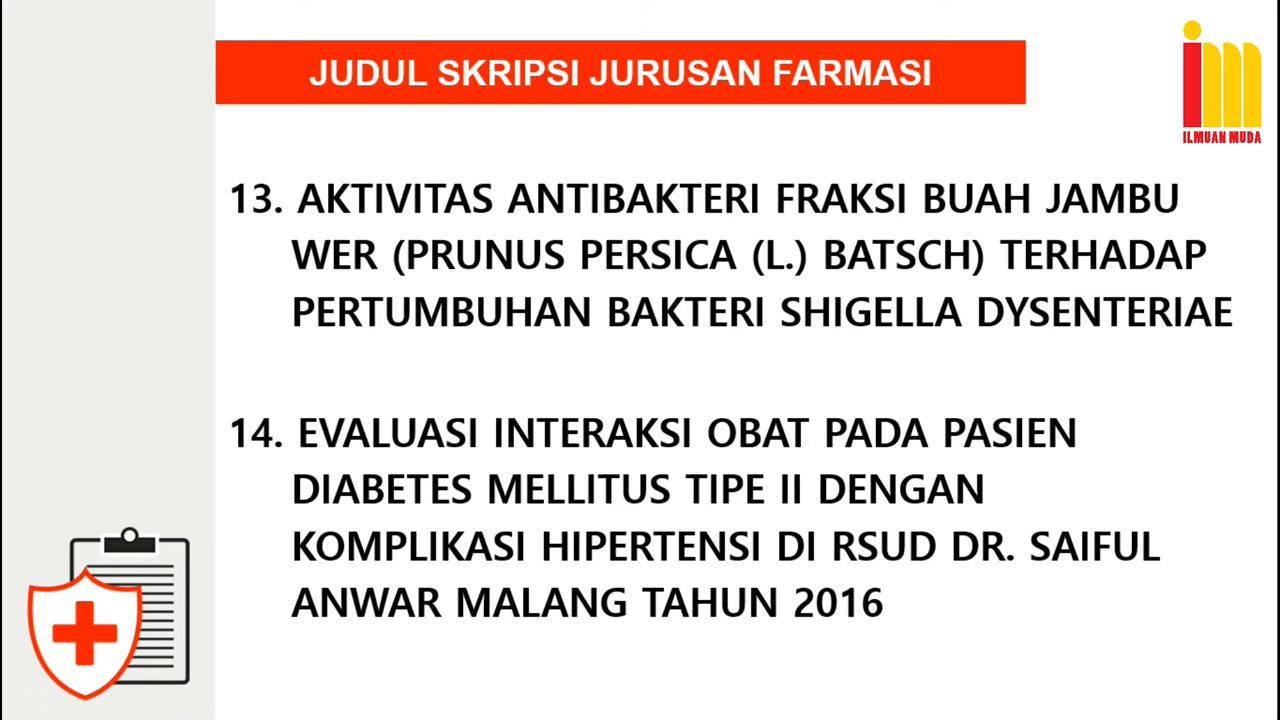 JUDUL SKRIPSI JURUSAN FARMASI
ILMUAN MUDA
13. AKTIVITAS ANTIBAKTERI FRAKSI BUAH JAMBU
WER (PRUNUS PERSICA (L.) BATSCH) TERHADAP
PERTUMBUHAN BAKTERI SHIGELLA DYSENTERIAE
14. EVALUASI INTERAKSI OBAT PADA PASIEN
DIABETES MELLITUS TIPE II DENGAN
KOMPLIKASI HIPERTENSI DI RSUD DR. SAIFUL
ANWAR MALANG TAHUN 2016